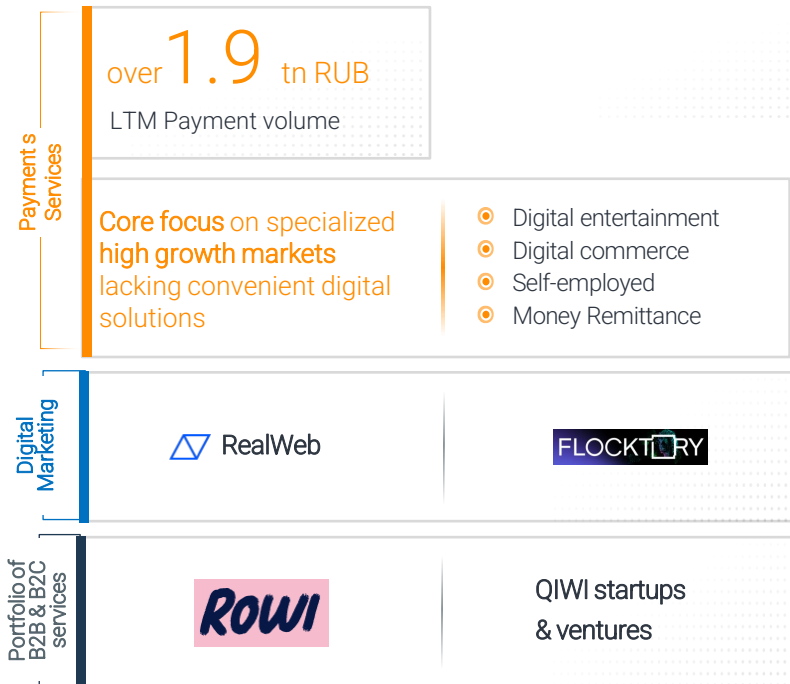 over 1.9 tn RUB
LTM Payment volume
Payment s
Services
Core focus on specialized
high growth markets
lacking convenient digital
solutions
Digital entertainment
Digital commerce
Self-employed
Money Remittance
Digital
Marketing
RealWeb
FLOCKTORY
Portfolio of
B2B & B2C
services
ROWI
QIWI startups
& ventures